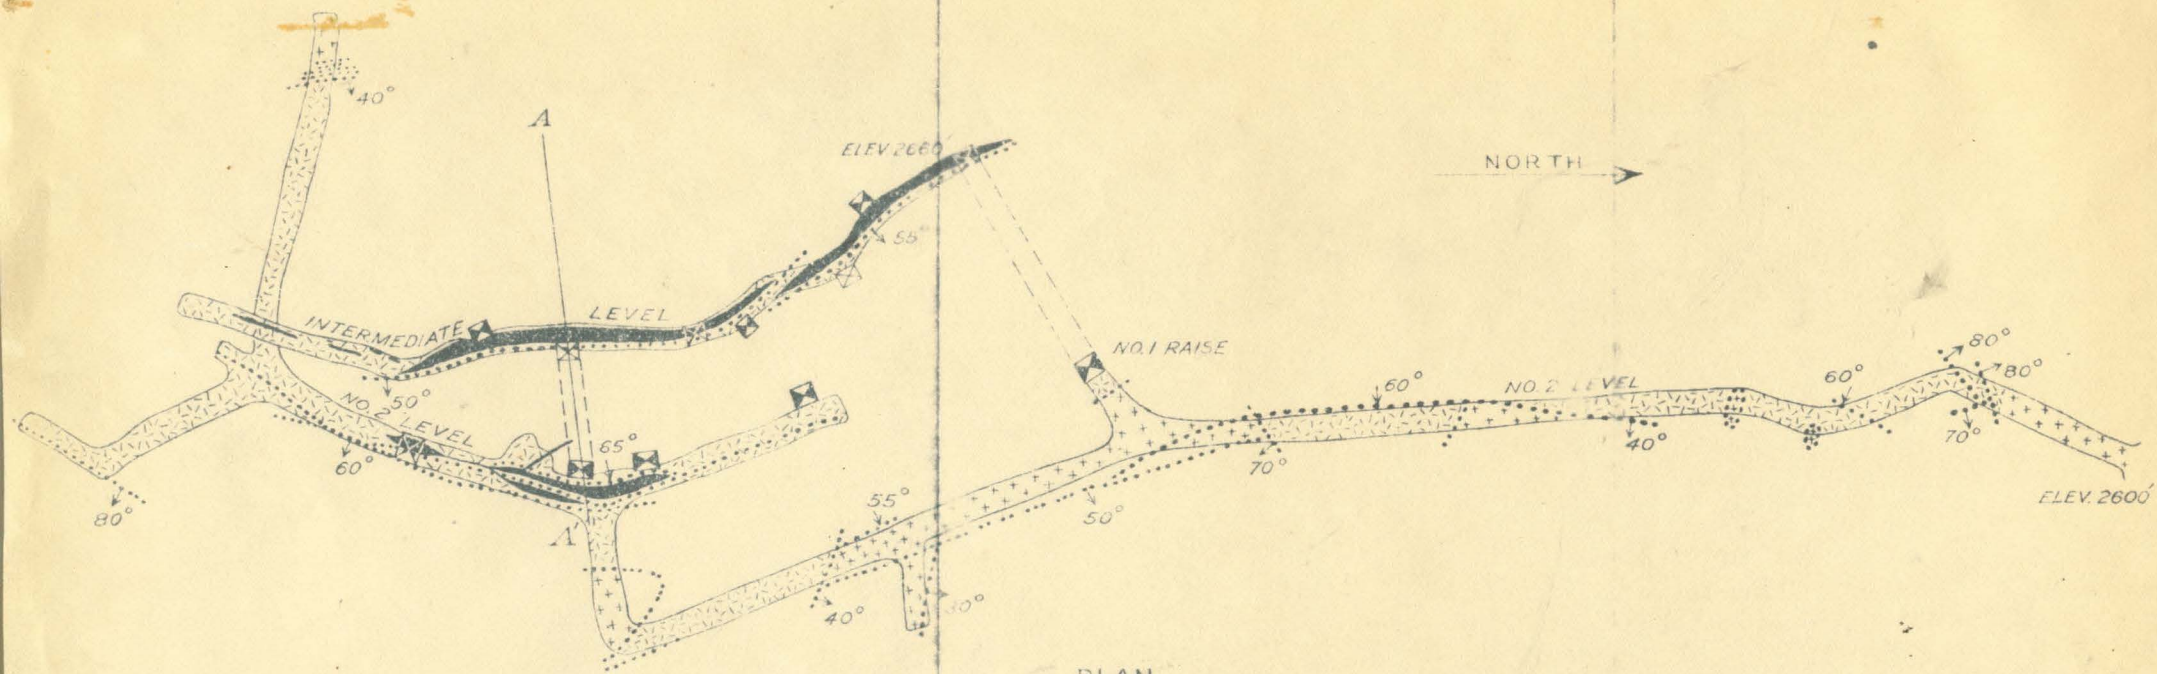 40°
A
ELEV. 2660
NORTH
55
LEVEL
INTERMEDIATE
NO. 1 RAISE
80°
80°
60°
NO. 2 LEVEL
60°
50°
NO. 2 LEVEL
65°
60°
70°
40°
70°
80°
55°
50°
ELEV. 2600'
A'
40°
PLAN